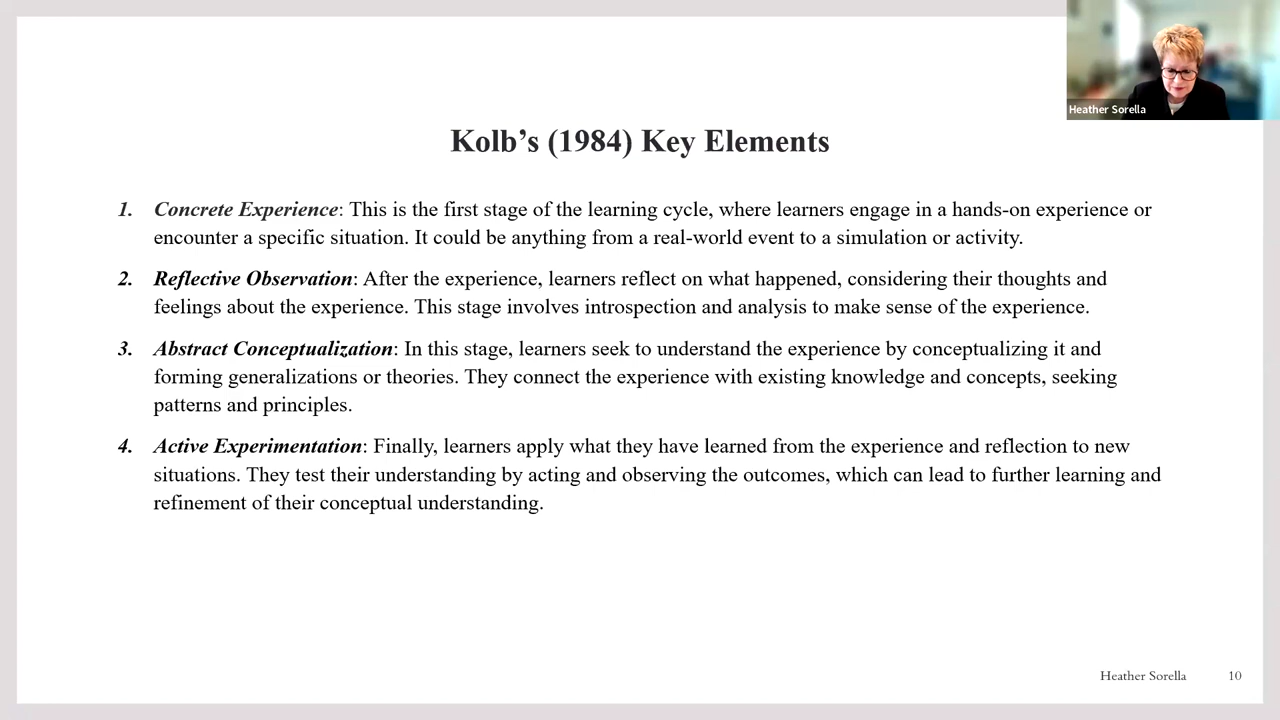 Heather Sorella
Kolb’s (1984) Key Elements
1. Concrete Experience: This is the first stage of the learning cycle, where learners engage in a hands-on experience or
encounter a specific situation. It could be anything from a real-world event to a simulation or activity.
2. Reflective Observation: After the experience, learners reflect on what happened, considering their thoughts and
feelings about the experience. This stage involves introspection and analysis to make sense of the experience.
3. Abstract Conceptualization: In this stage, learners seek to understand the experience by conceptualizing it and
forming generalizations or theories. They connect the experience with existing knowledge and concepts, seeking
patterns and principles.
4. Active Experimentation: Finally, learners apply what they have learned from the experience and reflection to new
situations. They test their understanding by acting and observing the outcomes, which can lead to further learning and
refinement of their conceptual understanding.
Heather Sorella 10